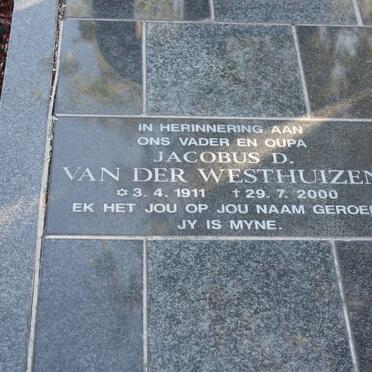 IN HERINNERING AAN
ONS VADER EN OUPA
JACOBUS D.
VAN DER WESTHUIZEN
✡ 3. 4. 1911 † 29. 7. 2000
EK HET JOU OP JOU NAAM GEROEP
JY IS MYNE.